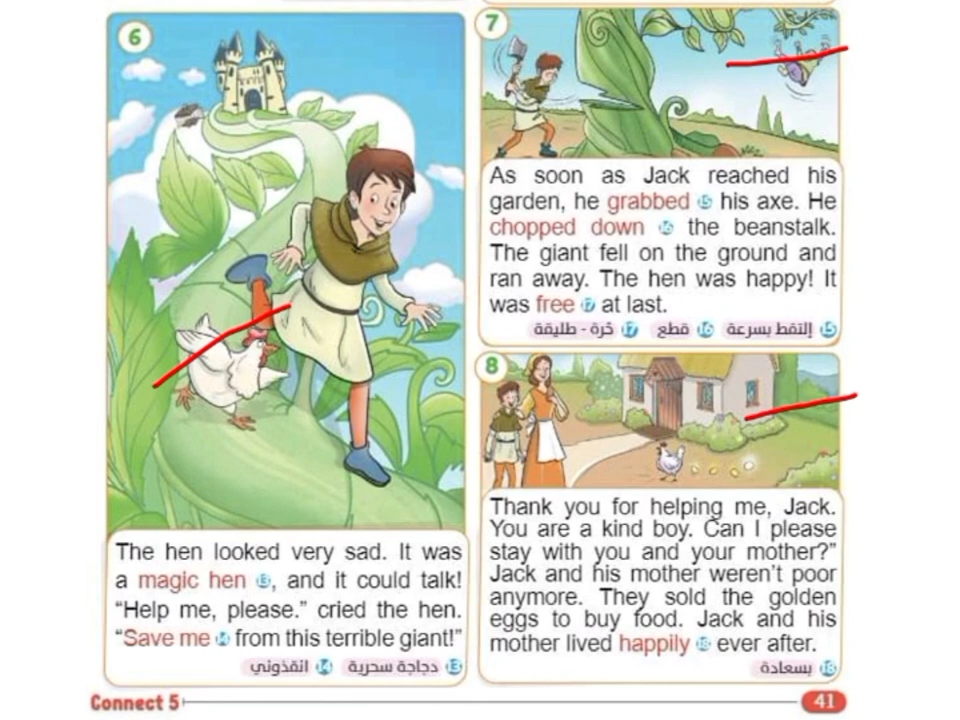 6
The hen looked very sad. It was
a magic hen 13, and it could talk!
“Help me, please.” cried the hen.
“Save me 14 from this terrible giant!”
13 دجاجة سحرية 14 انقذوني
7
As soon as Jack reached his
garden, he grabbed 15 his axe. He
chopped down 16 the beanstalk.
The giant fell on the ground and
ran away. The hen was happy! It
was free 17 at last.
15 إلتقط بسرعة 16 قطع 17 حُرة - طليقة
8
Thank you for helping me, Jack.
You are a kind boy. Can I please
stay with you and your mother?”
Jack and his mother weren’t poor
anymore. They sold the golden
eggs to buy food. Jack and his
mother lived happily 18 ever after.
18 بسعادة
Connect 5
41